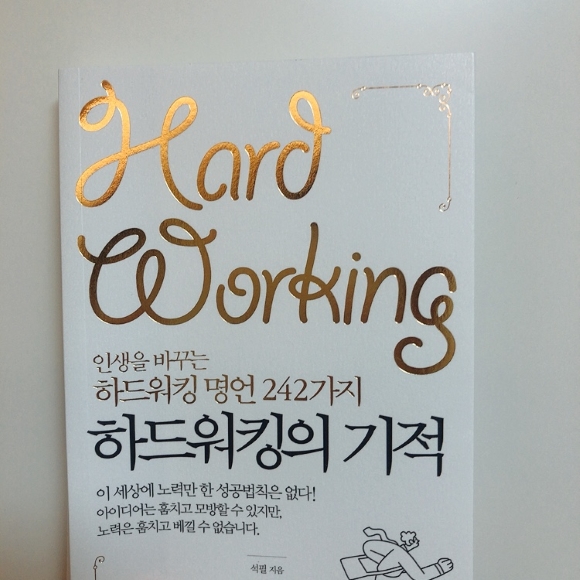 Hard
Working
인생을 바꾸는
하드워킹 명언 242가지
하드워킹의 기적
이 세상에 노력만 한 성공법칙은 없다!
아이디어는 훔치고 모방할 수 있지만,
노력은 훔치고 베낄 수 없습니다.
석필 지음